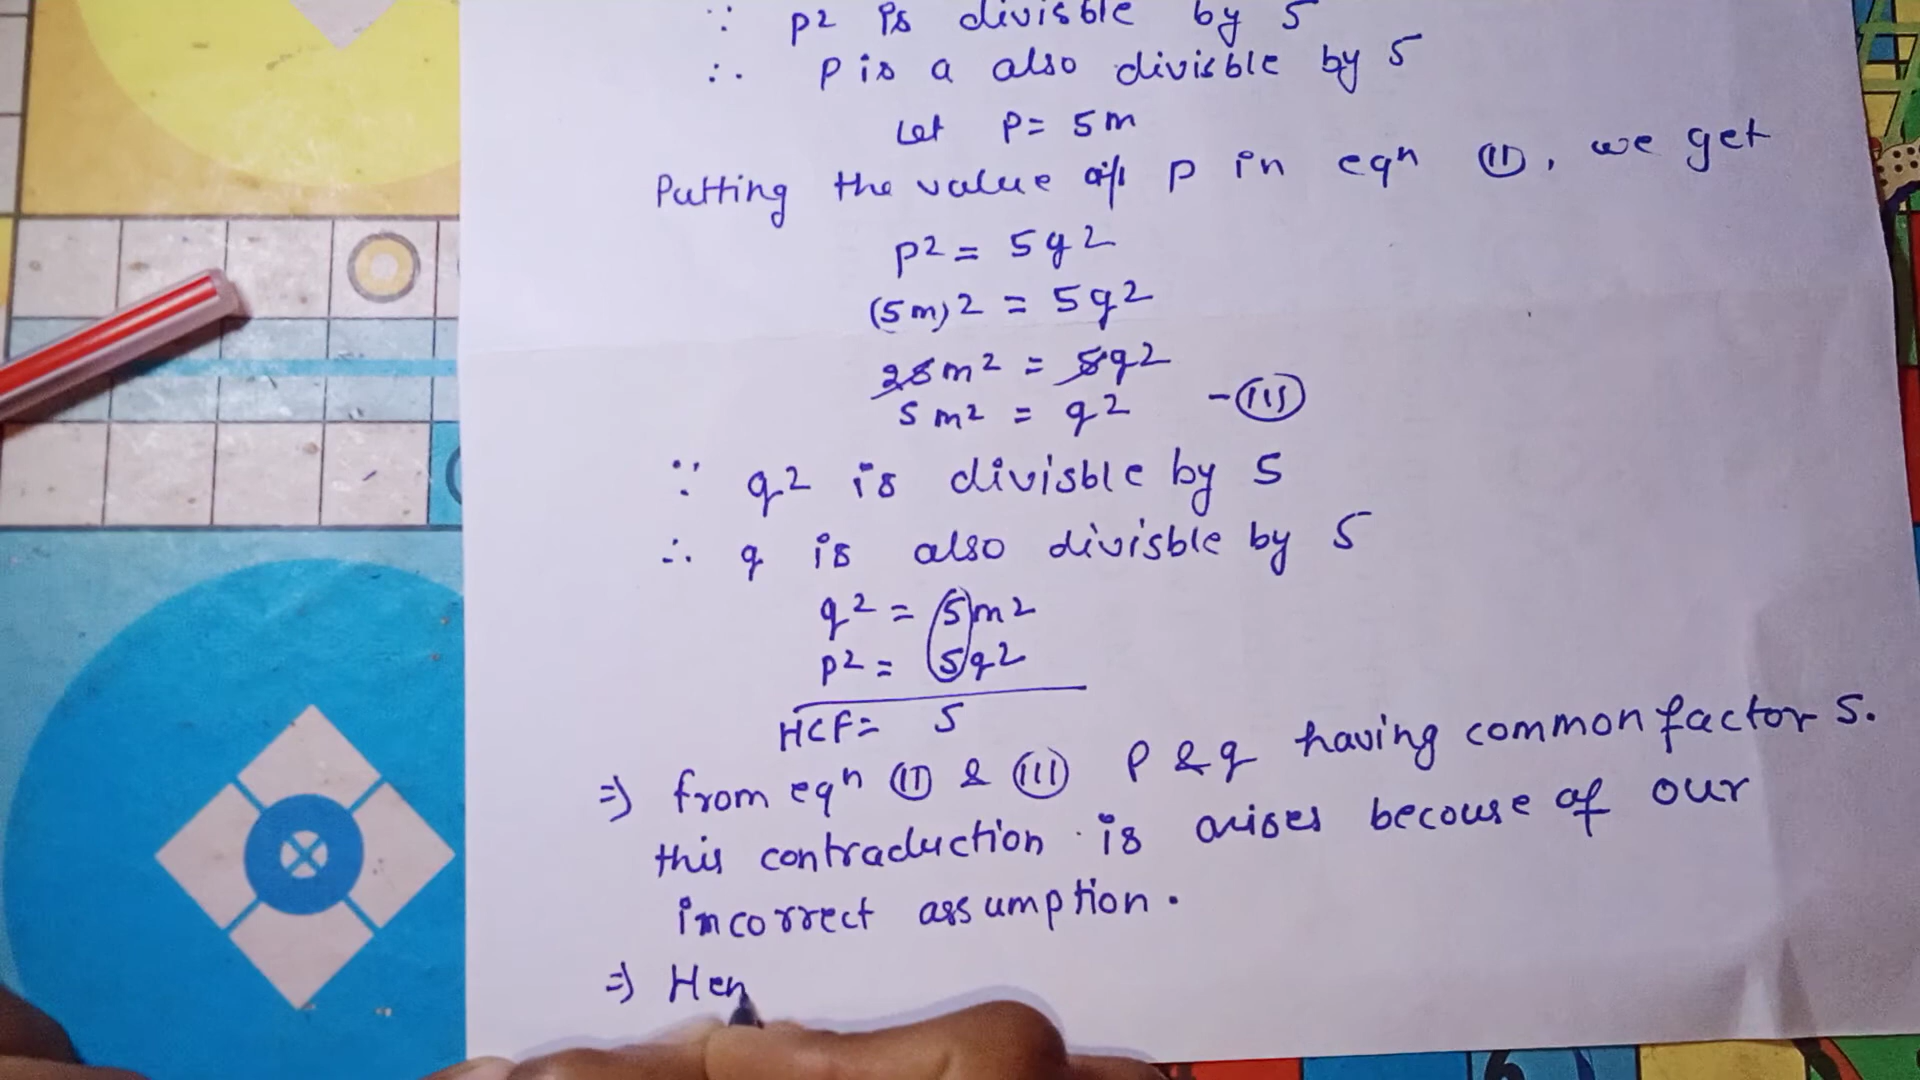 ∵ p2 is divisble by 5
∴ p is a also divisble by 5
Let p = 5m
Putting the value of p in eqn (II), we get
p2 = 5q2
(5m)2 = 5q2
25m2 = 5q2
5m2 = q2 -(III)
∵ q2 is divisble by 5
∴ q is also divisble by 5
q2 = 5m2
p2 = 5q2
HCF = 5
⇒ from eqn (II) & (III) P & q having common factor 5.
this contraduction is arises becouse of our
incorrect assumption.
⇒ Hen